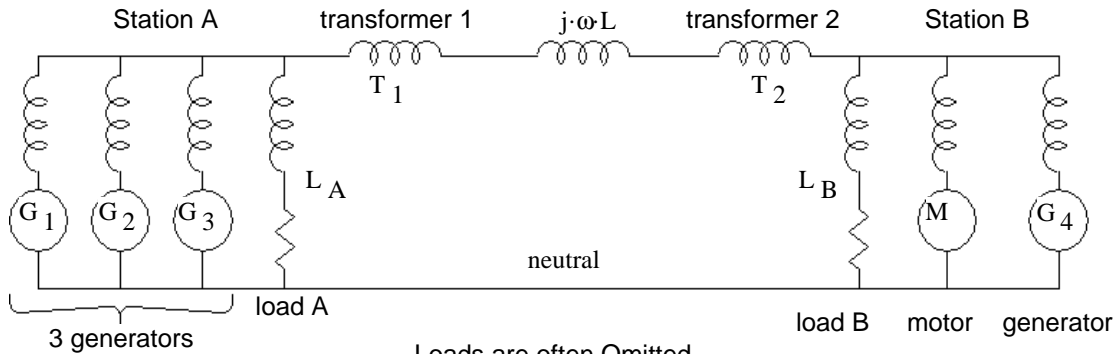 Station A transformer 1 j·ω·L transformer 2 Station B
T 1 T 2
L A L B
G 1 G 2 G 3 M G 4
neutral
load A
load B motor generator
3 generators
Loads are often Omitted